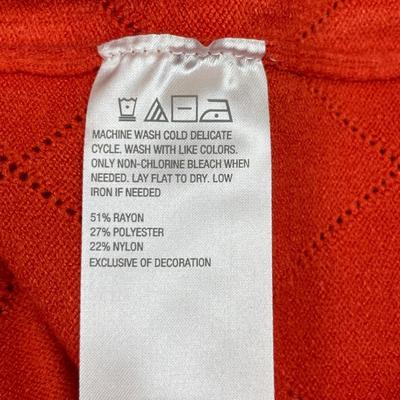 MACHINE WASH COLD DELICATE
CYCLE. WASH WITH LIKE COLORS.
ONLY NON-CHLORINE BLEACH WHEN
NEEDED. LAY FLAT TO DRY. LOW
IRON IF NEEDED
51% RAYON
27% POLYESTER
22% NYLON
EXCLUSIVE OF DECORATION